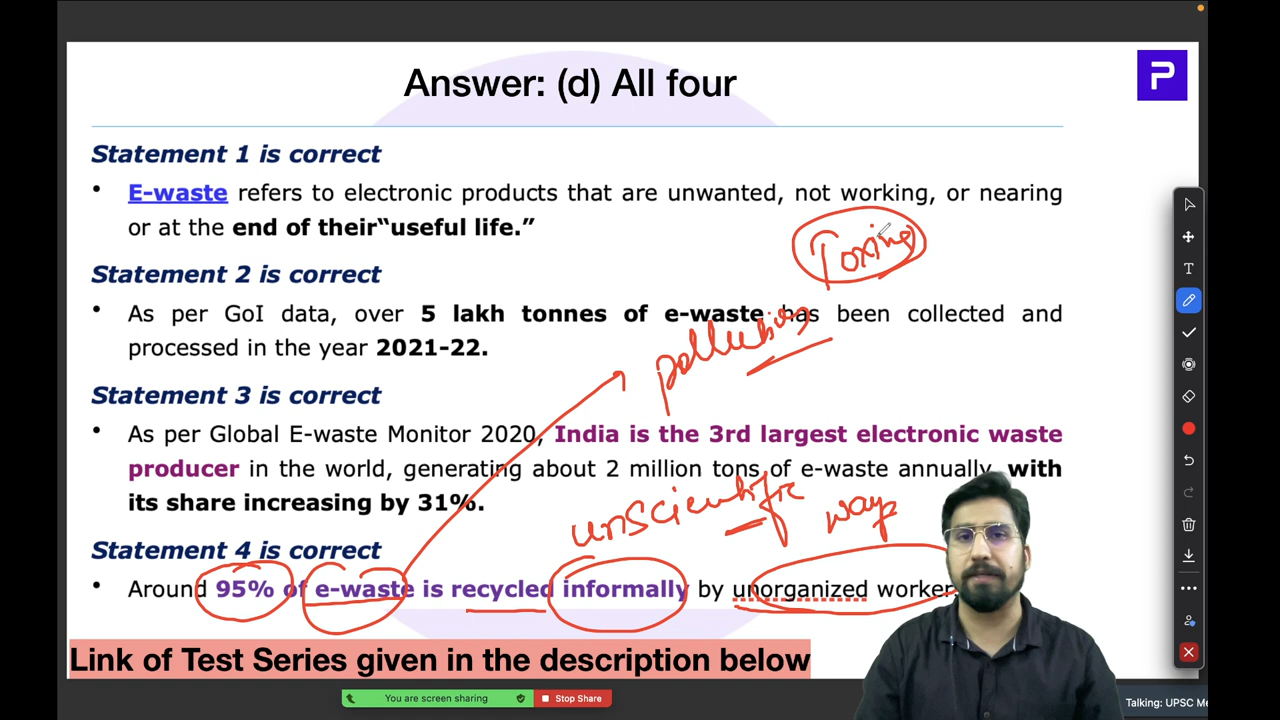 Answer: (d) All four
P
Statement 1 is correct
• E-waste refers to electronic products that are unwanted, not working, or nearing
or at the end of their“useful life.”
Toxins
Statement 2 is correct
• As per GoI data, over 5 lakh tonnes of e-waste has been collected and
processed in the year 2021-22.
pollution
Statement 3 is correct
• As per Global E-waste Monitor 2020, India is the 3rd largest electronic waste
producer in the world, generating about 2 million tons of e-waste annually, with
its share increasing by 31%.
unscientific ways
Statement 4 is correct
• Around 95% of e-waste is recycled informally by unorganized worker
Link of Test Series given in the description below
You are screen sharing
Stop Share
Talking: UPSC Me
T